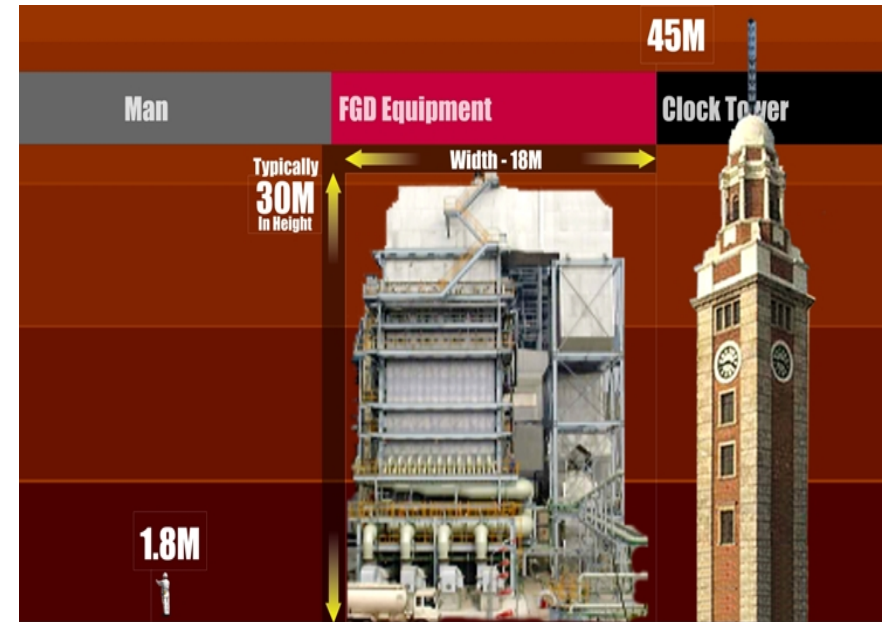 45M
Man
FGD Equipment
Clock Tower
Typically
30M
In Height
Width - 18M
1.8M